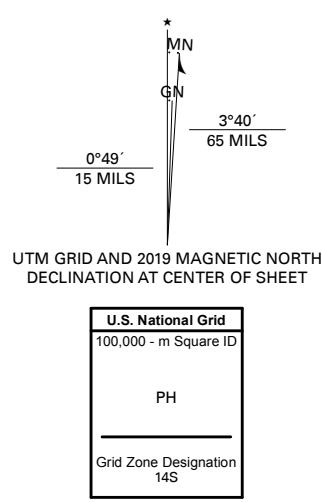 ★
MN
GN
3°40´
65 MILS
0°49´
15 MILS
UTM GRID AND 2019 MAGNETIC NORTH
DECLINATION AT CENTER OF SHEET
U.S. National Grid
100,000 - m Square ID
PH
Grid Zone Designation
14S